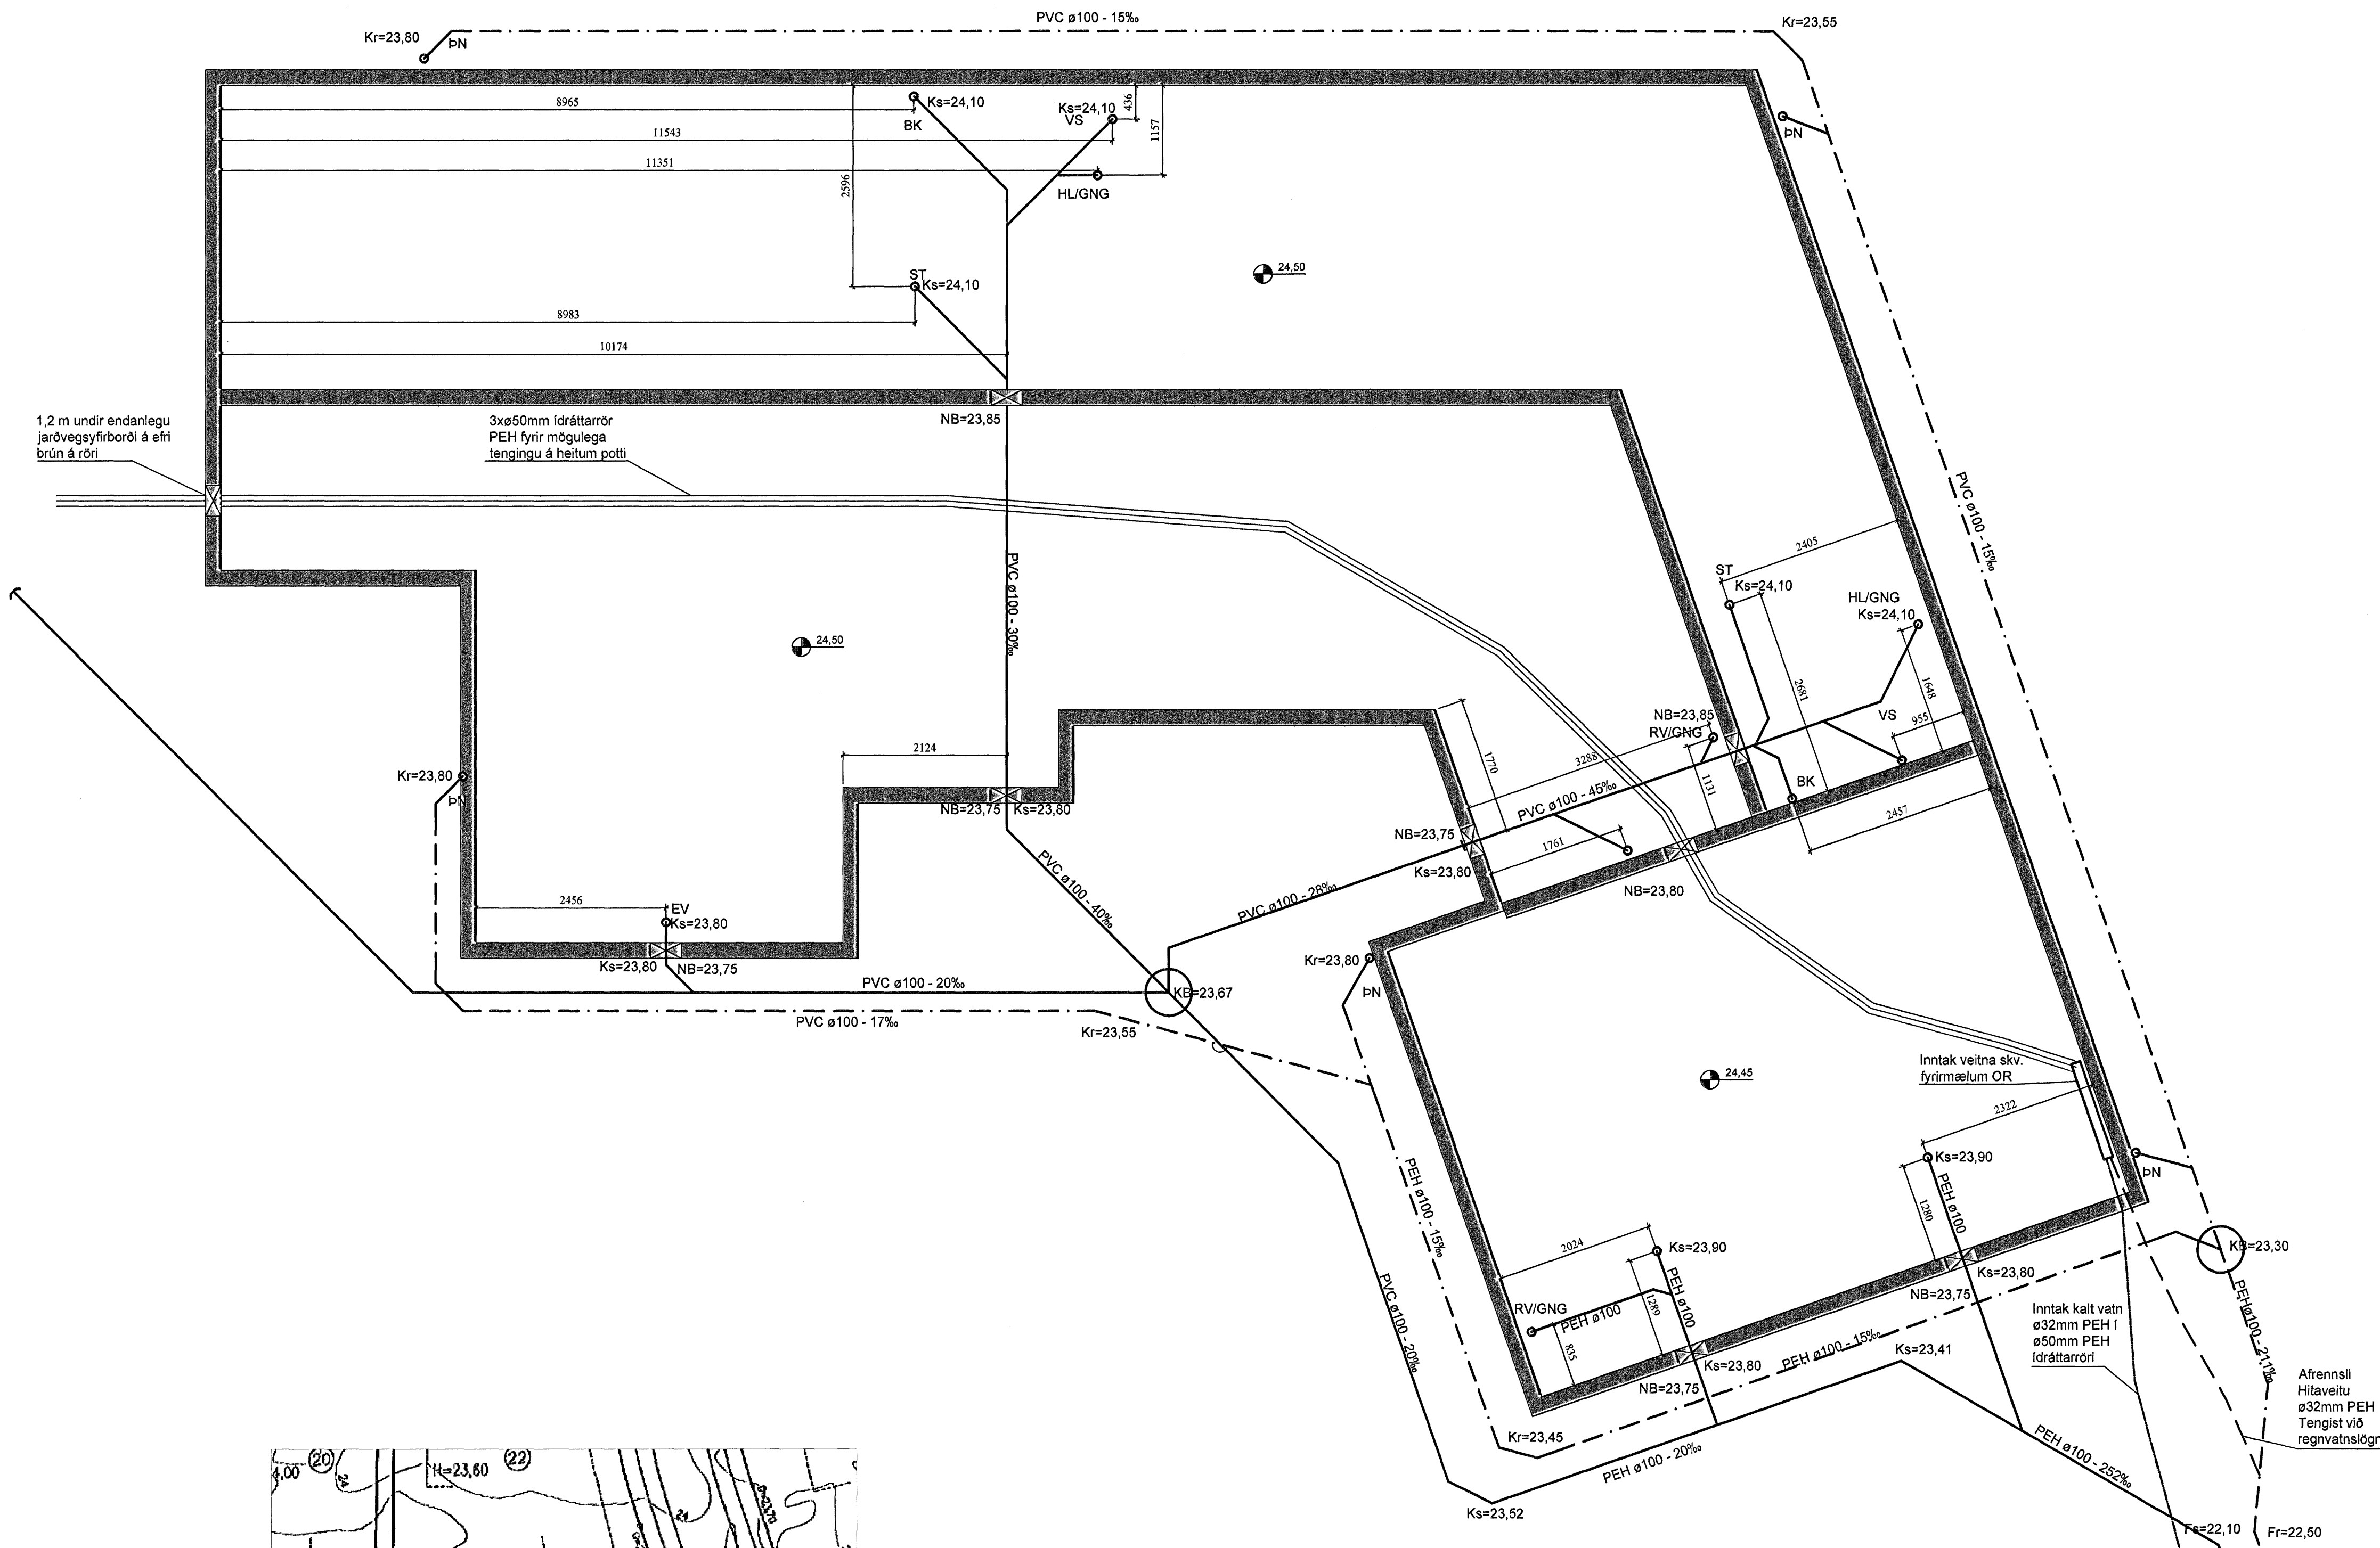 PVC ø100 - 15‰
Kr=23,80
ÞN
Kr=23,55
8965
Ks=24,10
BK
Ks=24,10
VS
436
1157
11543
11351
HL/GNG
ÞN
2596
ST
Ks=24,10
24,50
8983
10174
1,2 m undir endanlegu
jarðvegsyfirborði á efri
brún á röri
3xø50mm ídráttarrör
PEH fyrir mögulega
tengingu á heitum potti
NB=23,85
PVC ø100 - 15‰
PVC ø100 - 30‰
2405
ST
Ks=24,10
HL/GNG
Ks=24,10
24,50
2681
1648
NB=23,85
RV/GNG
VS
955
2124
1770
3288
1131
Kr=23,80
ÞN
BK
NB=23,75
Ks=23,80
PVC ø100 - 45‰
2457
NB=23,75
1761
Ks=23,80
NB=23,80
PVC ø100 - 40‰
PVC ø100 - 28‰
2456
EV
Ks=23,80
Ks=23,80
NB=23,75
Kr=23,80
ÞN
PVC ø100 - 20‰
KB=23,67
PVC ø100 - 17‰
Kr=23,55
Inntak veitna skv.
fyrirmælum OR
24,45
2322
Ks=23,90
ÞN
PEH ø100
1280
PEH ø100 - 15‰
2024
Ks=23,90
KB=23,30
Ks=23,80
NB=23,75
PEH ø100
1289
RV/GNG
PEH ø100
835
PVC ø100 - 20‰
Inntak kalt vatn
ø32mm PEH í
ø50mm PEH
ídráttarröri
PEHø100 - 211‰
Ks=23,80
NB=23,75
PEH ø100 - 15‰
Ks=23,41
Afrennsli
Hitaveitu
ø32mm PEH
Tengist við
regnvatnslögn
Kr=23,45
PEH ø100 - 20‰
PEH ø100 - 252‰
Ks=23,52
Fs=22,10
Fr=22,50
20
22
H=23,60
24
24